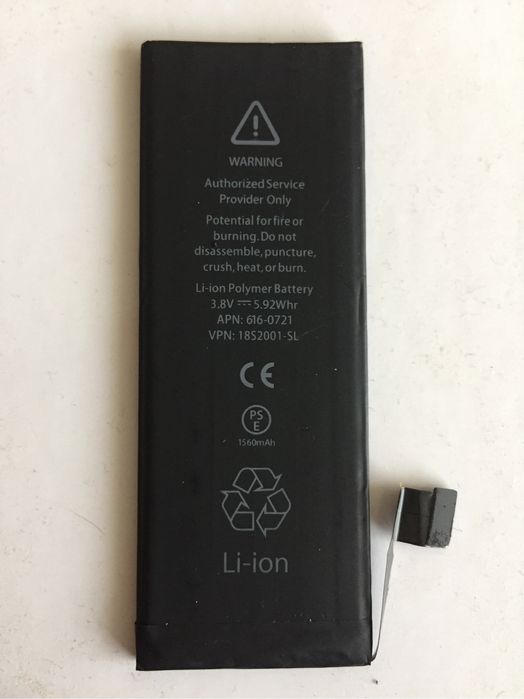 WARNING
Authorized Service
Provider Only
Potential for fire or
burning. Do not
disassemble, puncture,
crush, heat, or burn.
Li-ion Polymer Battery
3.8V ⎓ 5.92Whr
APN: 616-0721
VPN: 18S2001-SL
CE
PS
E
1560mAh
Li-ion